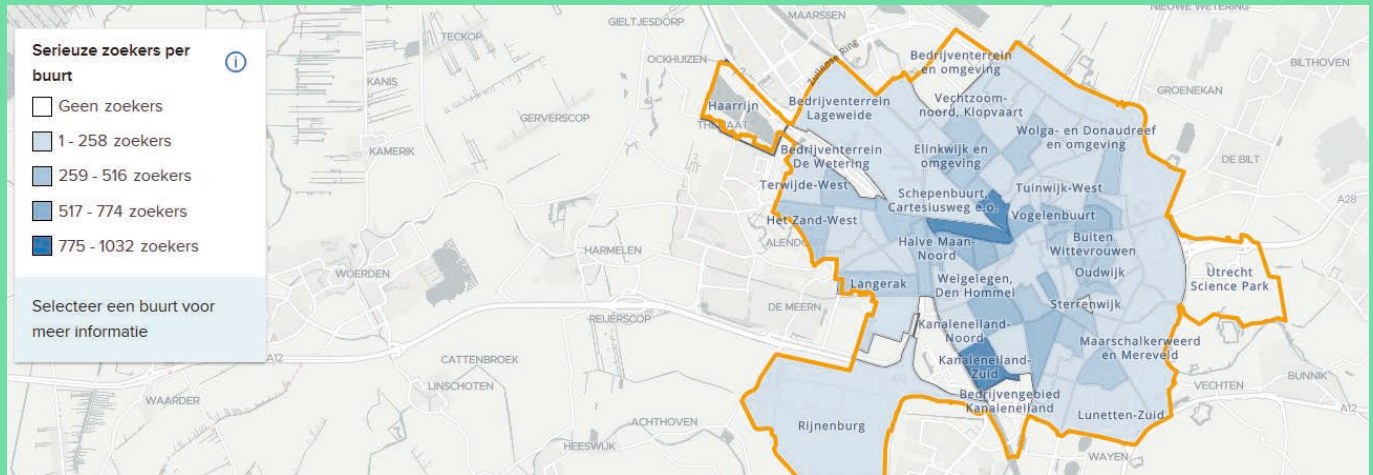 Serieuze zoekers per
buurt
Geen zoekers
1 - 258 zoekers
259 - 516 zoekers
517 - 774 zoekers
775 - 1032 zoekers
Selecteer een buurt voor
meer informatie
GIELTJESDORP
MAARSSEN
NIEUWE WETERING
TECKOP
OCKHUIZEN
Zuilense Ring
Bedrijventerrein
en omgeving
BILTHOVEN
KANIS
GROENEKAN
Haarrijn
Bedrijventerrein
Lageweide
Vechtzoom-
noord, Klopvaart
GERVERSCOP
Wolga- en Donaudreef
en omgeving
KAMERIK
Bedrijventerrein
De Wetering
Elinkwijk en
omgeving
DE BILT
Terwijde-West
Schepenbuurt,
Cartesiusweg e.o.
Tuinwijk-West
A28
Het Zand-West
Vogelenbuurt
HARMELEN
Halve Maan-
Noord
Buiten
Wittevrouwen
WOERDEN
Langerak
Welgelegen,
Den Hommel
Oudwijk
Utrecht
Science Park
DE MEERN
Sterrenwijk
REIJERSCOP
Kanaleneiland-
Noord
Maarschalkerweerd
en Mereveld
A12
CATTENBROEK
Kanaleneiland-
Zuid
BUNNIK
LINSCHOTEN
VECHTEN
WAARDER
Bedrijvengebied
Kanaleneiland
Lunetten-Zuid
A12
ACHTHOVEN
Rijnenburg
HEESWIJK
WAYEN